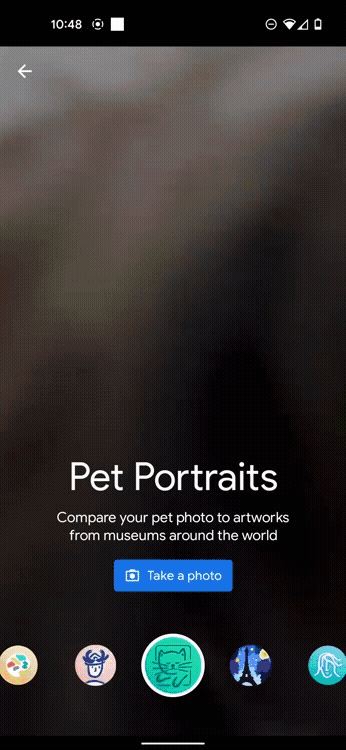 10:48
Pet Portraits
Compare your pet photo to artworks
from museums around the world
Take a photo